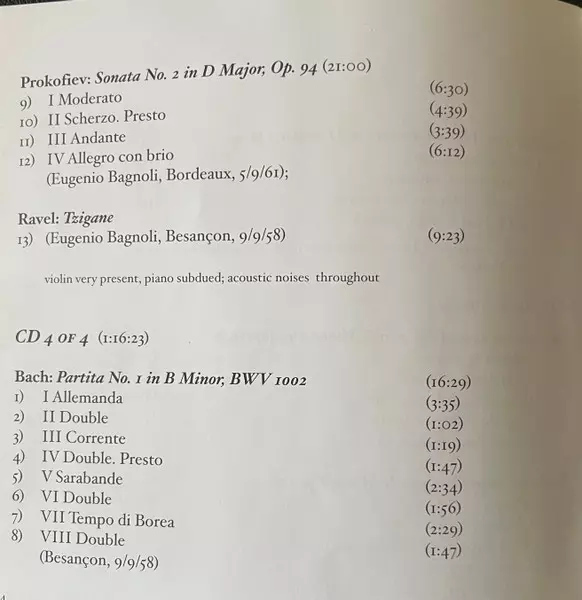 Prokofiev: Sonata No. 2 in D Major, Op. 94 (21:00)
9) I Moderato (6:30)
10) II Scherzo. Presto (4:39)
11) III Andante (3:39)
12) IV Allegro con brio (6:12)
(Eugenio Bagnoli, Bordeaux, 5/9/61);
Ravel: Tzigane
13) (Eugenio Bagnoli, Besançon, 9/9/58) (9:23)
violin very present, piano subdued; acoustic noises throughout
CD 4 OF 4 (1:16:23)
Bach: Partita No. 1 in B Minor, BWV 1002 (16:29)
1) I Allemanda (3:35)
2) II Double (1:02)
3) III Corrente (1:19)
4) IV Double. Presto (1:47)
5) V Sarabande (2:34)
6) VI Double (1:56)
7) VII Tempo di Borea (2:29)
8) VIII Double (1:47)
(Besançon, 9/9/58)